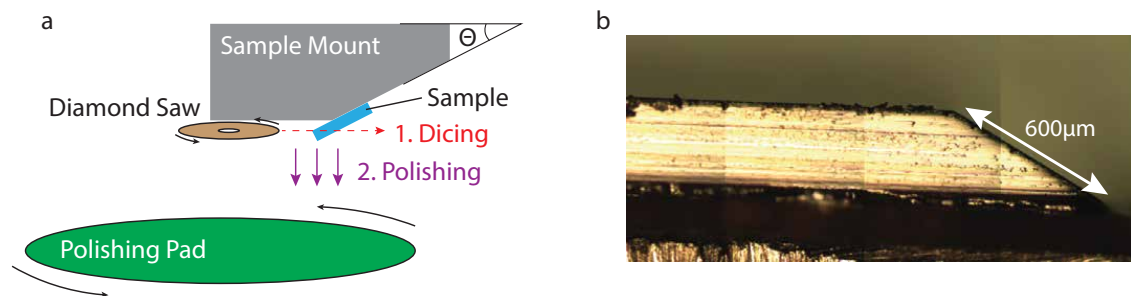 a
Sample Mount
Θ
Diamond Saw
Sample
1. Dicing
2. Polishing
Polishing Pad
b
600µm